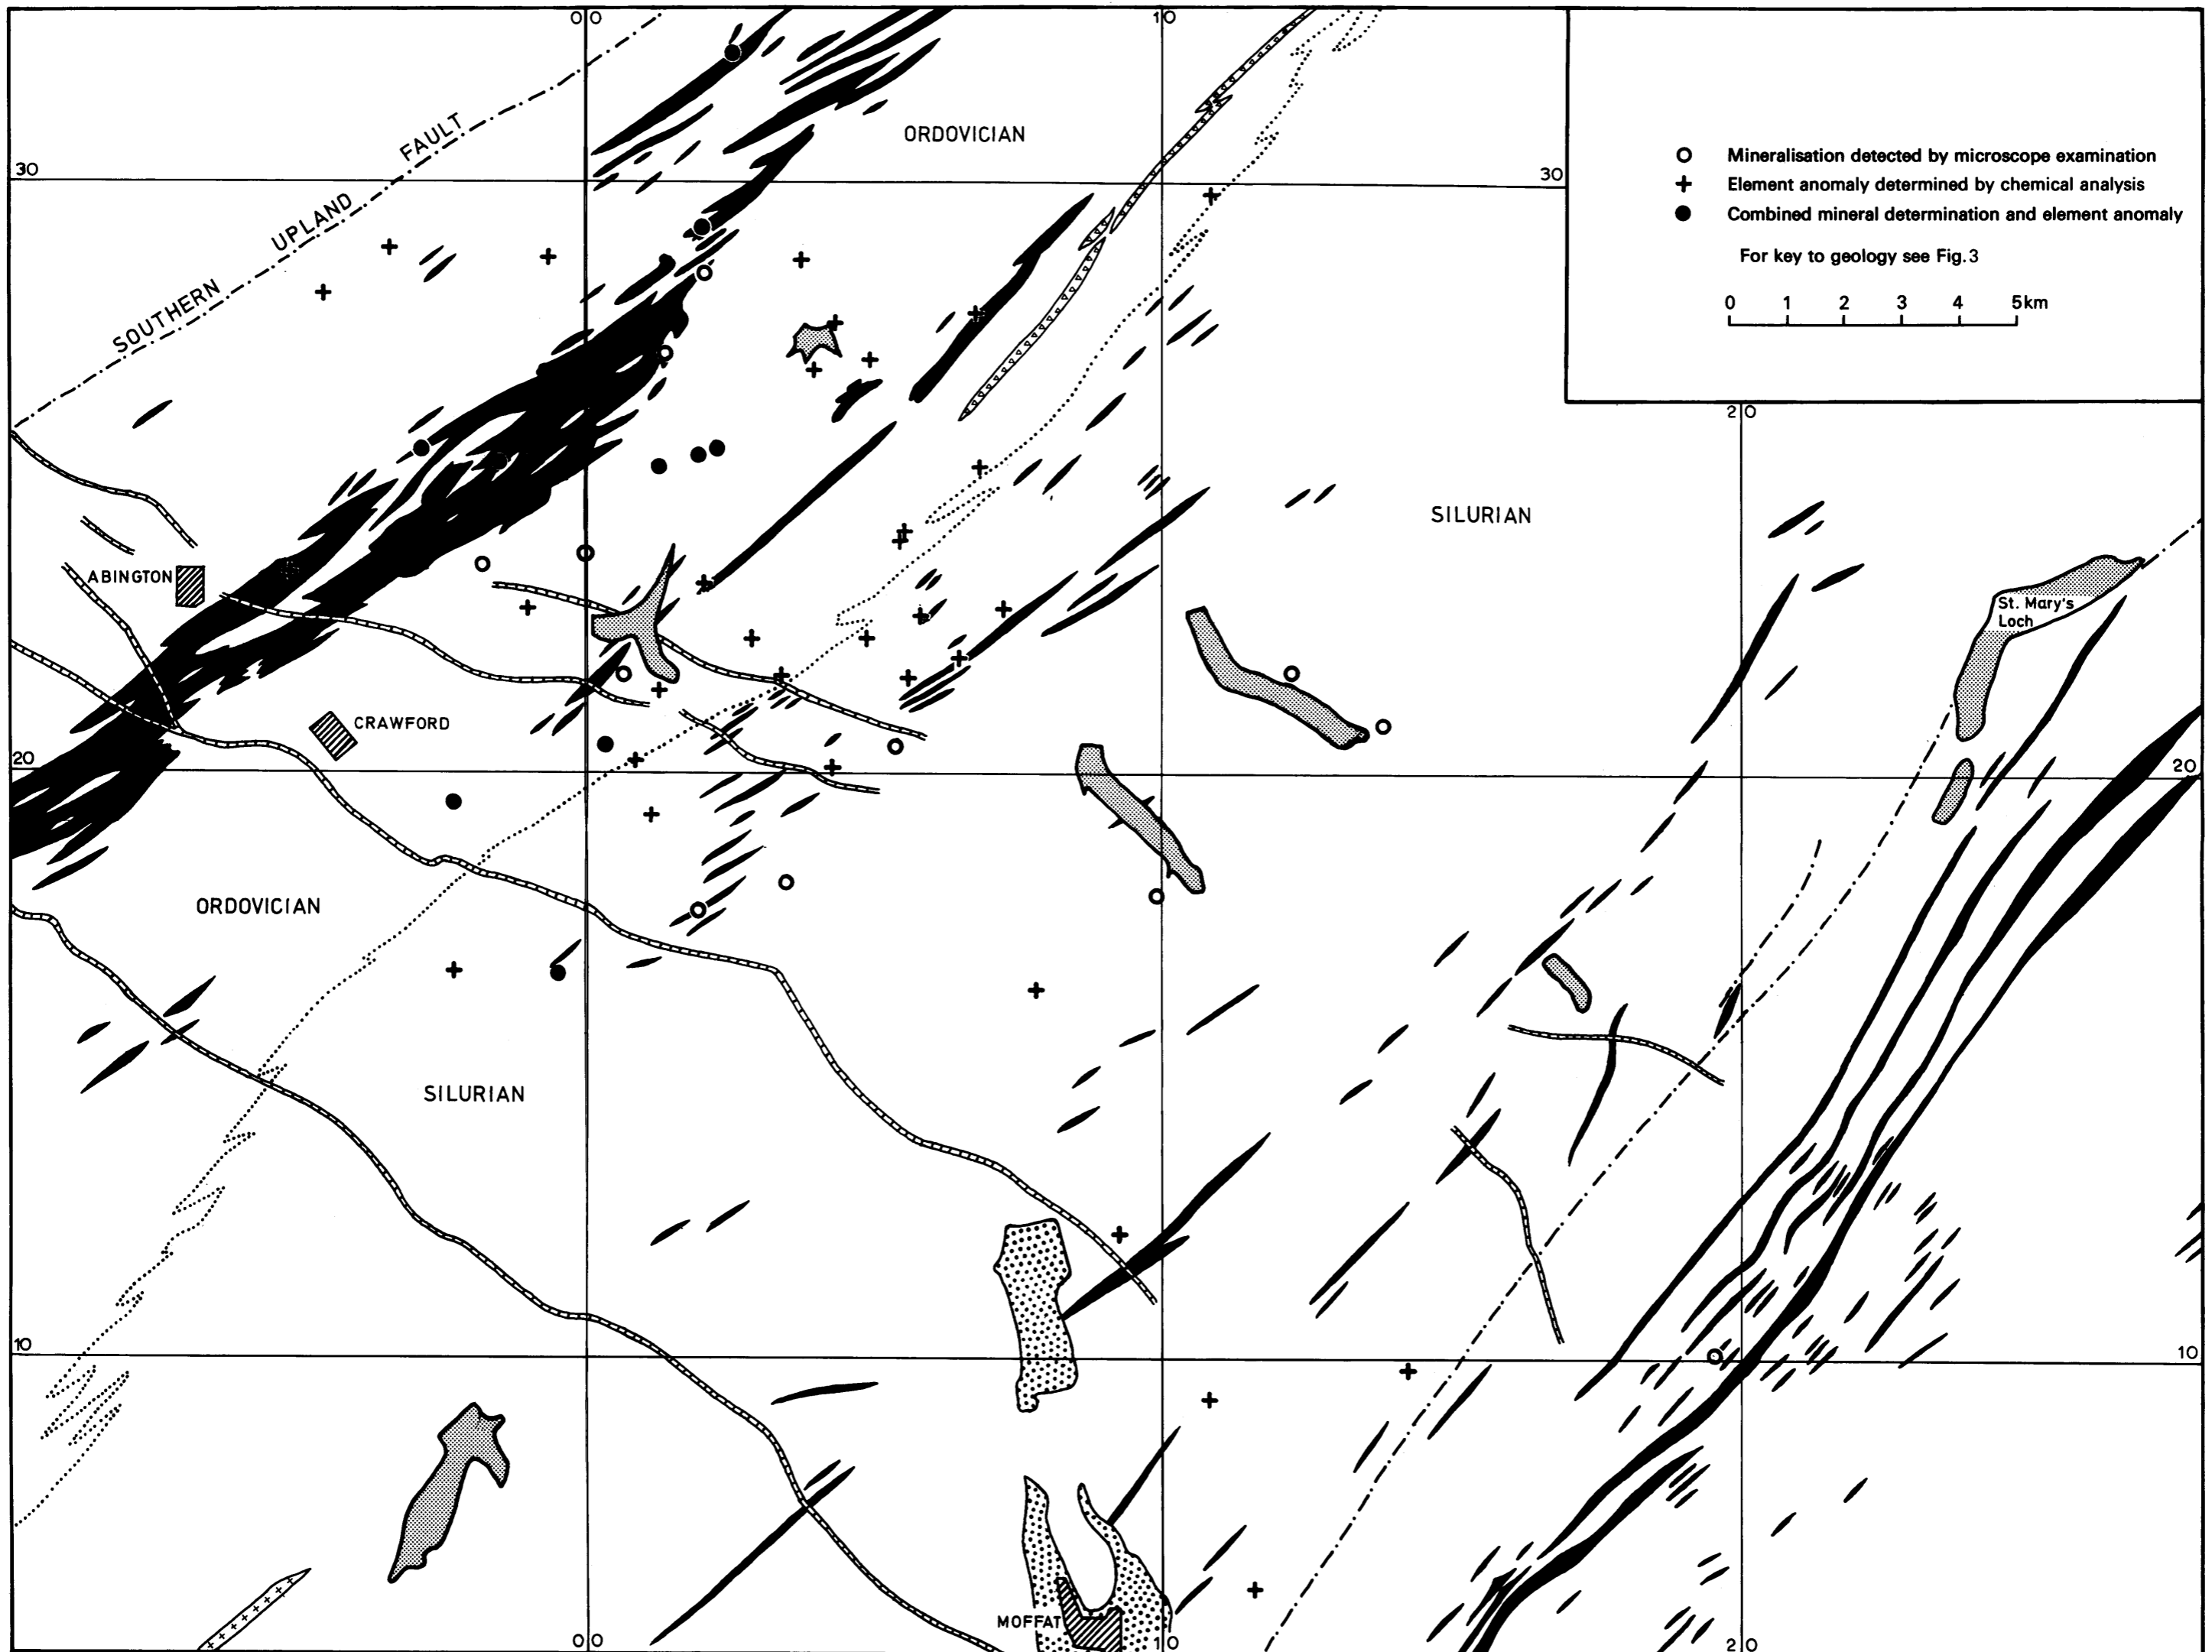 00
10
ORDOVICIAN
SOUTHERN UPLAND FAULT
30
30
Mineralisation detected by microscope examination
Element anomaly determined by chemical analysis
Combined mineral determination and element anomaly
For key to geology see Fig.3
0 1 2 3 4 5km
20
SILURIAN
ABINGTON
St. Mary's
Loch
CRAWFORD
20
20
ORDOVICIAN
SILURIAN
10
10
MOFFAT
00
10
20